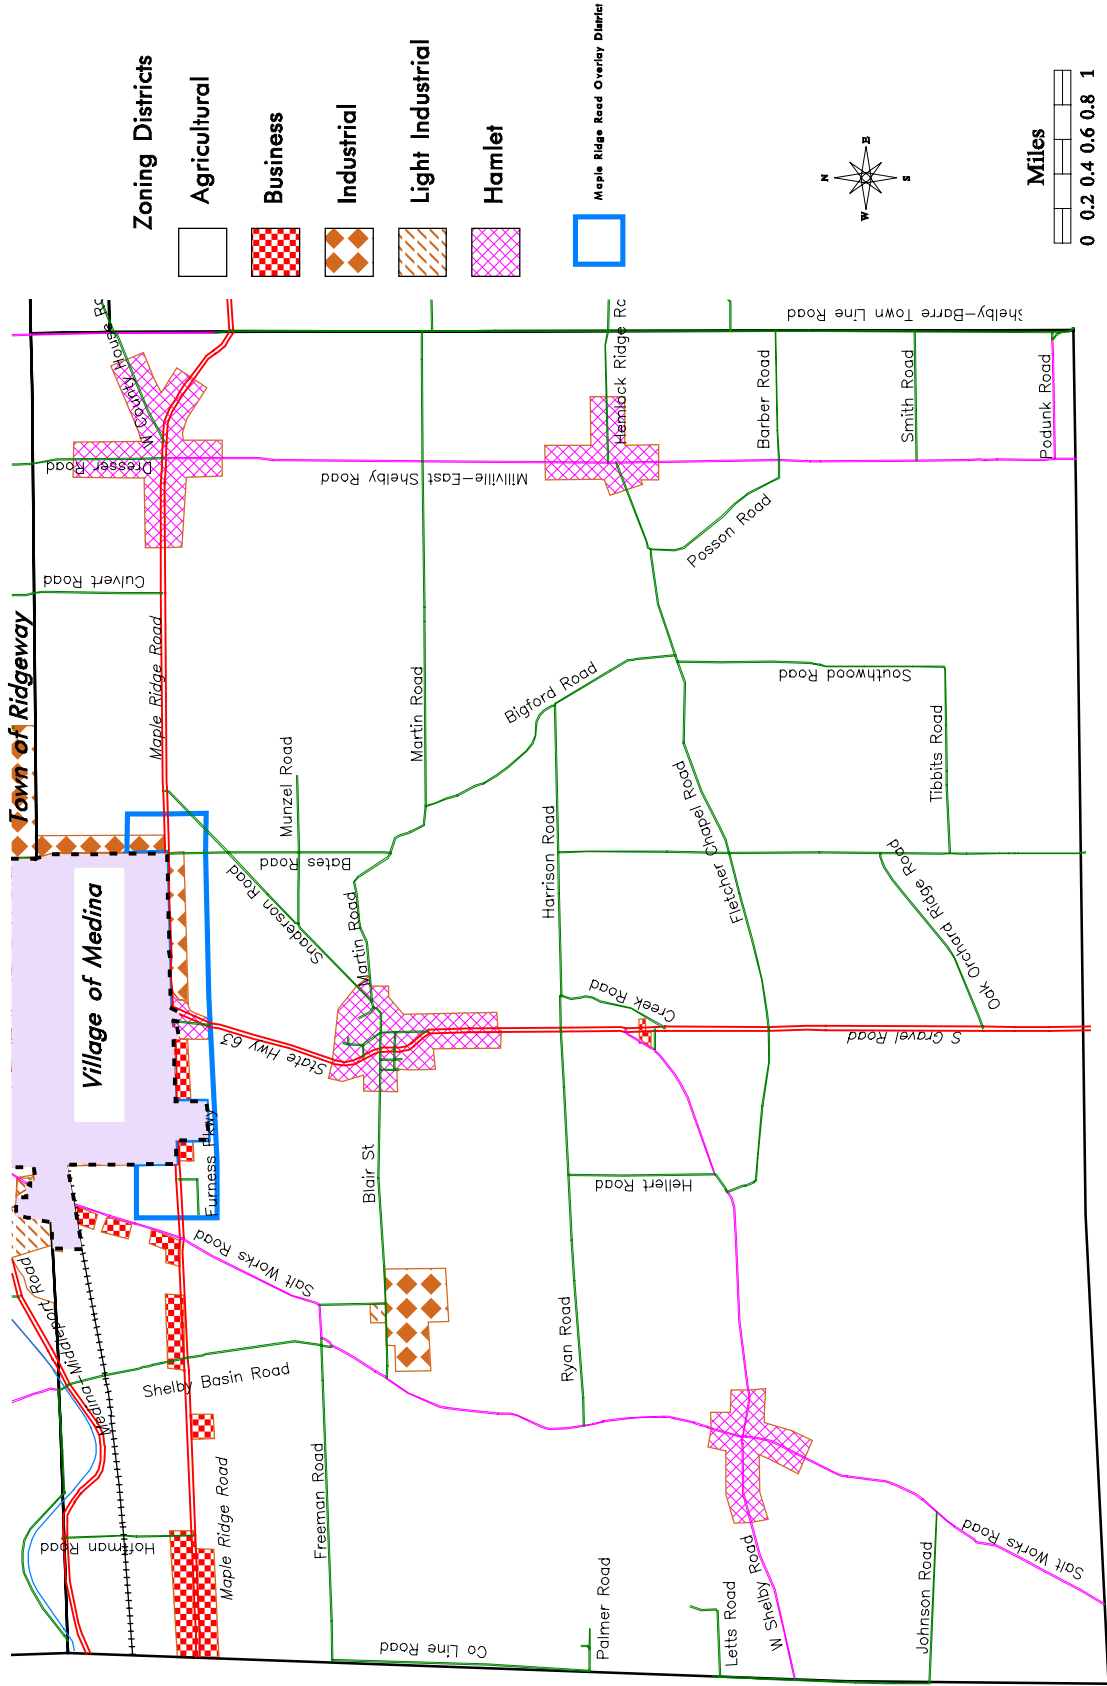 Zoning Districts
Agricultural
Business
Industrial
Light Industrial
Hamlet
Maple Ridge Road Overlay District
N
W
E
S
Miles
0 0.2 0.4 0.6 0.8 1
Town of Ridgeway
Village of Medina
W County House Rd
Dresser Road
Culvert Road
Maple Ridge Road
Millville-East Shelby Road
Hemlock Ridge Rd
Shelby-Barre Town Line Road
Barber Road
Smith Road
Podunk Road
Posson Road
Martin Road
Bigford Road
Southwood Road
Tibbits Road
Munzel Road
Bates Road
Snaderson Road
Martin Road
Harrison Road
Fletcher Chapel Road
Oak Orchard Ridge Road
Creek Road
S Gravel Road
State Hwy 63
Furness Pkwy
Blair St
Hellert Road
Salt Works Road
Medina-Middleport Road
Shelby Basin Road
Ryan Road
Freeman Road
Maple Ridge Road
Hoffman Road
Co Line Road
Palmer Road
Letts Road
W Shelby Road
Johnson Road
Salt Works Road